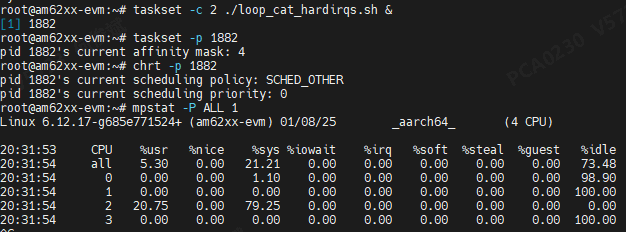 root@am62xx-evm:~# taskset -c 2 ./loop_cat_hardirqs.sh &
[1] 1882
root@am62xx-evm:~# taskset -p 1882
pid 1882's current affinity mask: 4
root@am62xx-evm:~# chrt -p 1882
pid 1882's current scheduling policy: SCHED_OTHER
pid 1882's current scheduling priority: 0
root@am62xx-evm:~# mpstat -P ALL 1
Linux 6.12.17-g685e771524+ (am62xx-evm) 01/08/25 _aarch64_ (4 CPU)
20:31:53 CPU %usr %nice %sys %iowait %irq %soft %steal %guest %idle
20:31:54 all 5.30 0.00 21.21 0.00 0.00 0.00 0.00 0.00 73.48
20:31:54 0 0.00 0.00 1.10 0.00 0.00 0.00 0.00 0.00 98.90
20:31:54 1 0.00 0.00 0.00 0.00 0.00 0.00 0.00 0.00 100.00
20:31:54 2 20.75 0.00 79.25 0.00 0.00 0.00 0.00 0.00 0.00
20:31:54 3 0.00 0.00 0.00 0.00 0.00 0.00 0.00 0.00 100.00